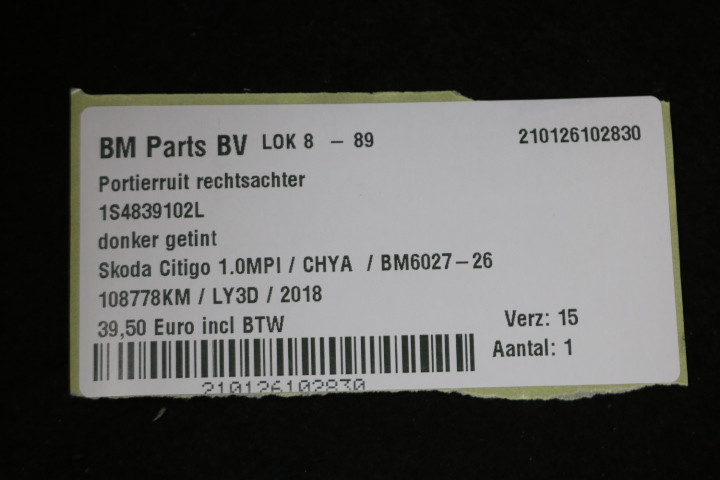 BM Parts BV LOK 8 - 89 210126102830
Portierruit rechtsachter
1S4839102L
donker getint
Skoda Citigo 1.0MPI / CHYA / BM6027-26
108778KM / LY3D / 2018
39,50 Euro incl BTW Verz: 15
Aantal: 1
210126102830